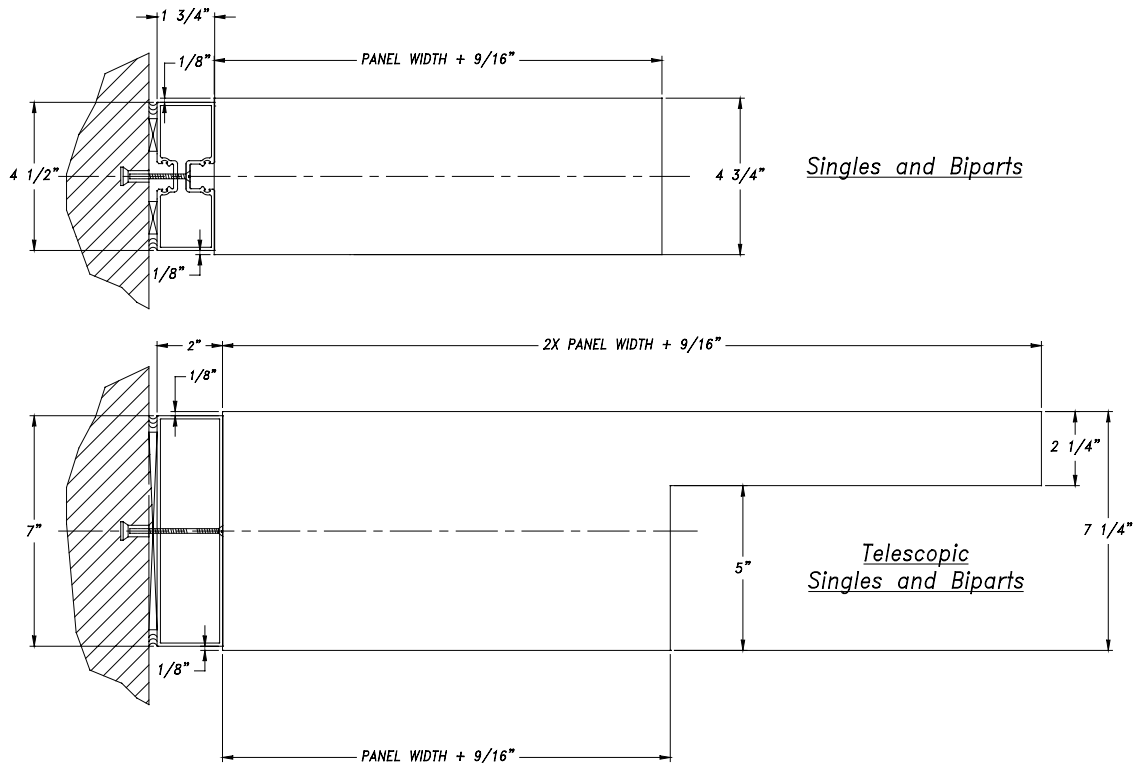 1 3/4"
1/8"
PANEL WIDTH + 9/16"
4 1/2"
4 3/4"
Singles and Biparts
1/8"
2"
2X PANEL WIDTH + 9/16"
1/8"
2 1/4"
7"
7 1/4"
5"
Telescopic
Singles and Biparts
1/8"
PANEL WIDTH + 9/16"